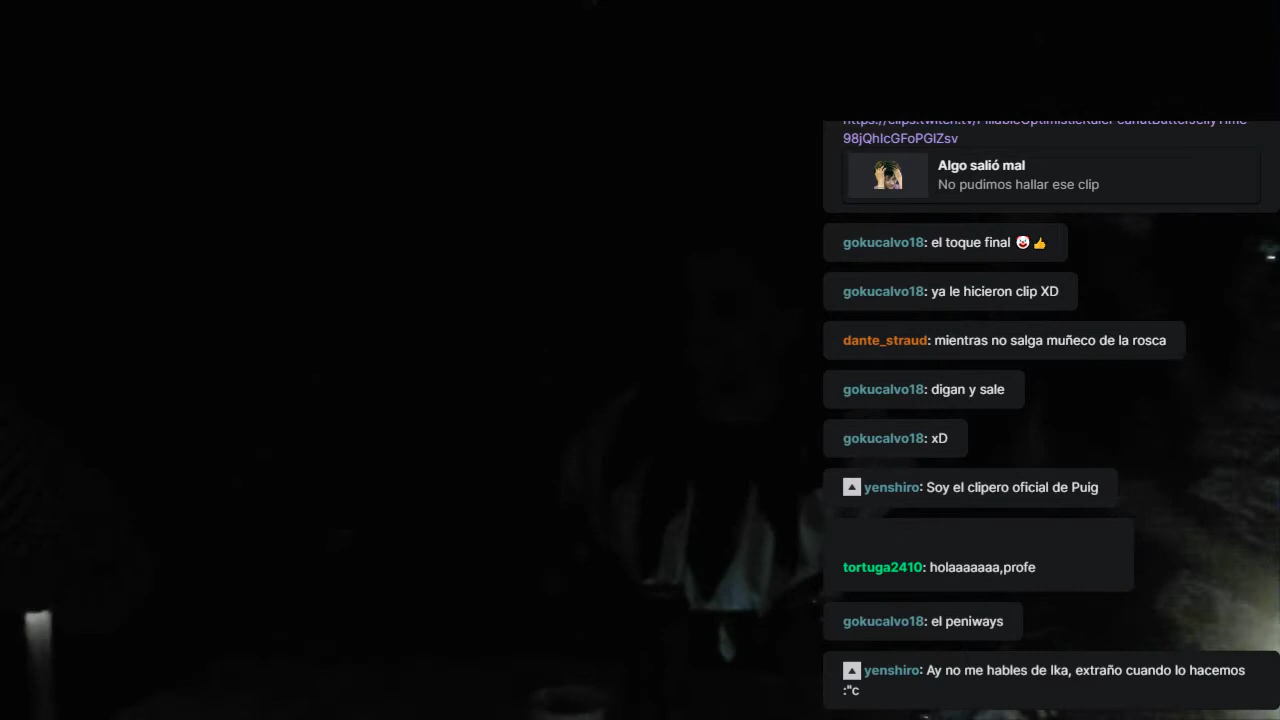 98jQhIcGFoPGIZsv
Algo salió mal
No pudimos hallar ese clip
gokucalvo18: el toque final 🤡👍
gokucalvo18: ya le hicieron clip XD
dante_straud: mientras no salga muñeco de la rosca
gokucalvo18: digan y sale
gokucalvo18: xD
yenshiro: Soy el clipero oficial de Puig
tortuga2410: holaaaaaaa,profe
gokucalvo18: el peniways
yenshiro: Ay no me hables de Ika, extraño cuando lo hacemos
:"c